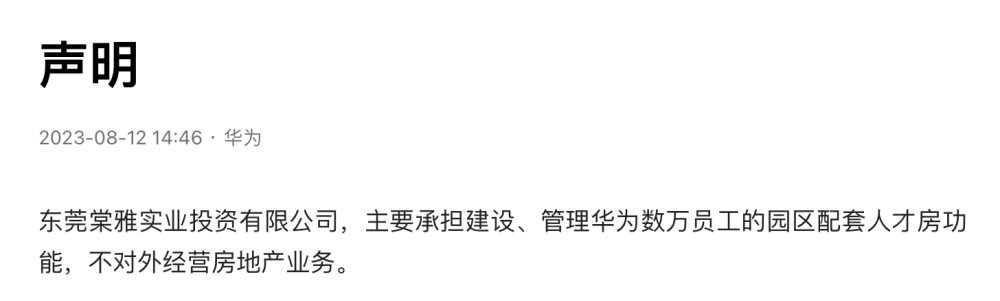 声明
2023-08-12 14:46 · 华为
东莞棠雅实业投资有限公司，主要承担建设、管理华为数万员工的园区配套人才房功
能，不对外经营房地产业务。